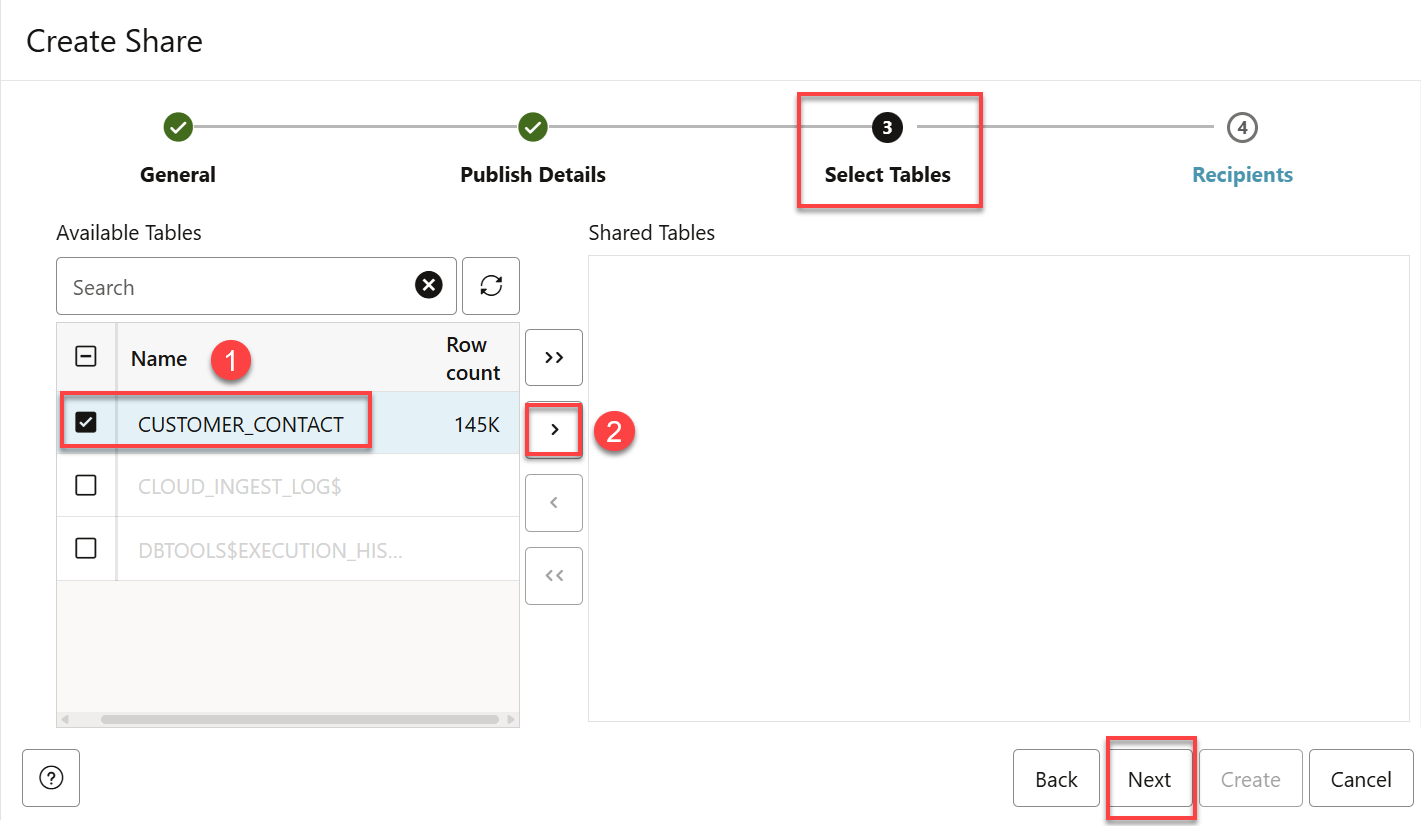 Create Share
3
4
General
Publish Details
Select Tables
Recipients
Available Tables
Shared Tables
Search
Name
1
Row
count
CUSTOMER_CONTACT
145K
2
CLOUD_INGEST_LOG$
DBTOOLS$EXECUTION_HIS...
?
Back
Next
Create
Cancel